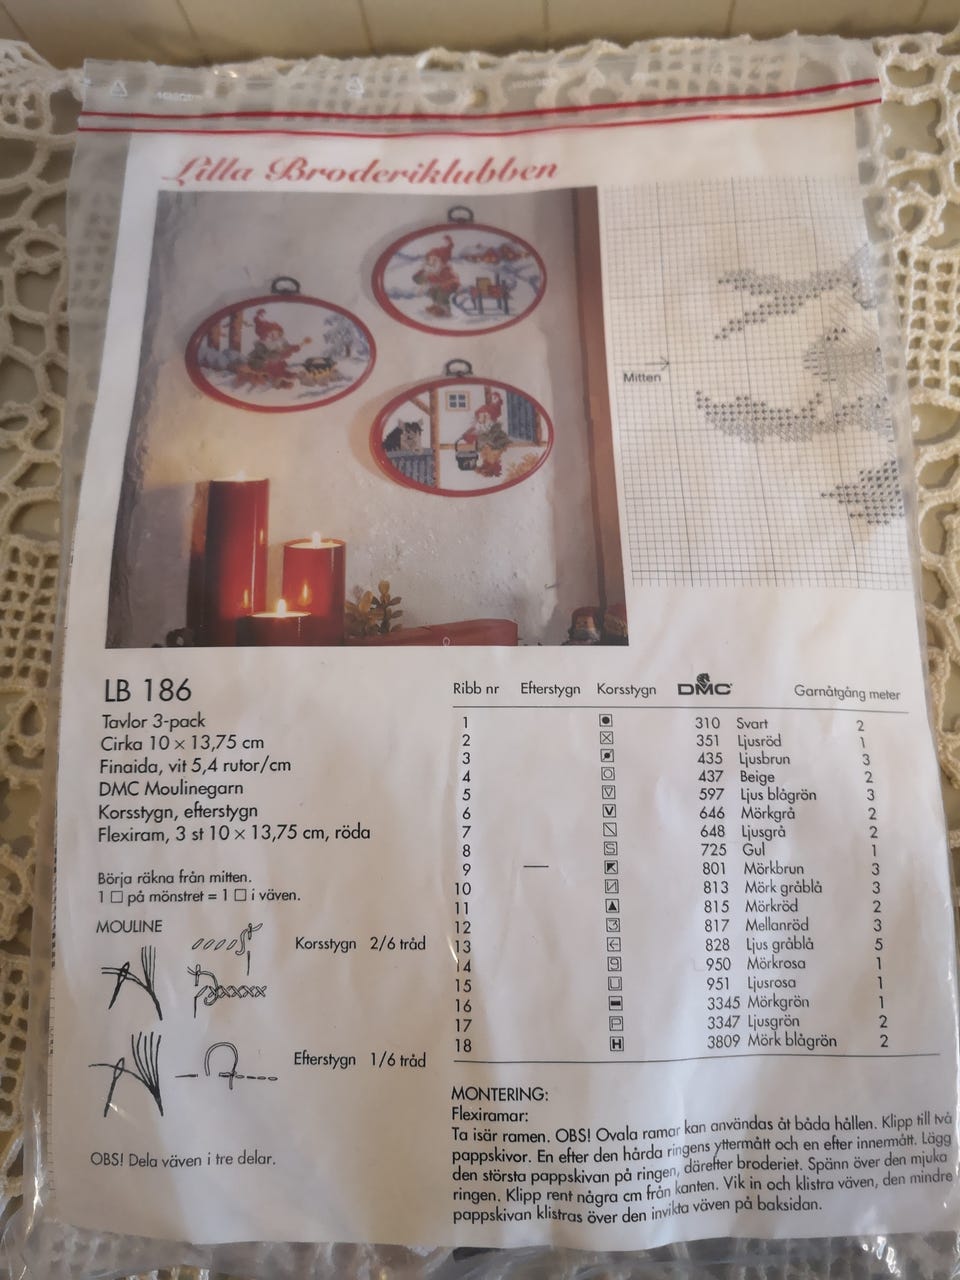 Lilla Broderiklubben
Mitten
LB 186
Tavlor 3-pack
Cirka 10 × 13,75 cm
Finaida, vit 5,4 rutor/cm
DMC Moulinegarn
Korsstygn, efterstygn
Flexiram, 3 st 10 × 13,75 cm, röda
Börja räkna från mitten.
1 □ på mönstret = 1 □ i väven.
MOULINE
Korsstygn 2/6 tråd
Efterstygn 1/6 tråd
OBS! Dela väven i tre delar.
Ribb nr Efterstygn Korsstygn DMC Garnåtgång meter
1 310 Svart 2
2 351 Ljusröd 1
3 435 Ljusbrun 3
4 437 Beige 2
5 597 Ljus blågrön 3
6 646 Mörkgrå 2
7 648 Ljusgrå 2
8 725 Gul 1
9 801 Mörkbrun 3
10 813 Mörk gråblå 3
11 815 Mörkröd 2
12 817 Mellanröd 3
13 828 Ljus gråblå 5
14 950 Mörkrosa 1
15 951 Ljusrosa 1
16 3345 Mörkgrön 1
17 3347 Ljusgrön 2
18 3809 Mörk blågrön 2
MONTERING:
Flexiramar:
Ta isär ramen. OBS! Ovala ramar kan användas åt båda hållen. Klipp till två
pappskivor. En efter den hårda ringens yttermått och en efter innermått. Lägg
den största pappskivan på ringen, därefter broderiet. Spänn över den mjuka
ringen. Klipp rent några cm från kanten. Vik in och klistra väven, den mindre
pappskivan klistras över den invikta väven på baksidan.